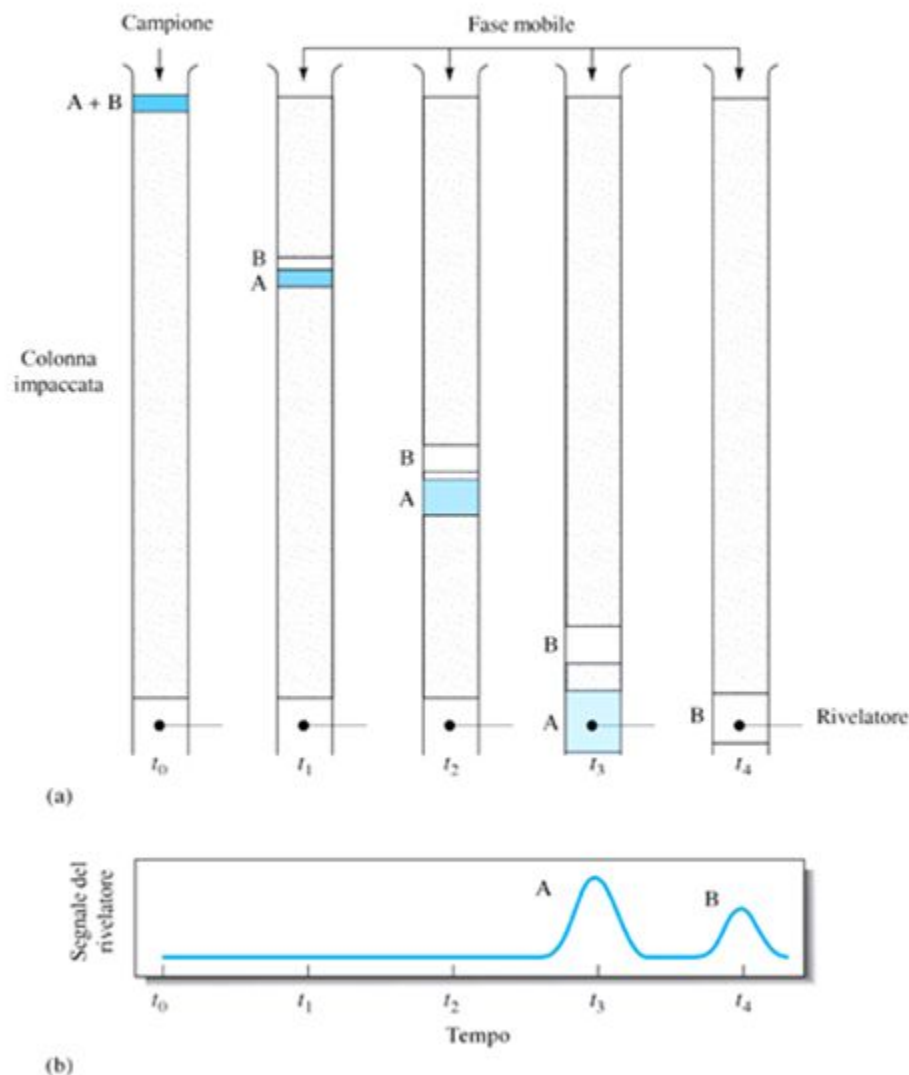 Campione
Fase mobile
A + B
B
A
Colonna
impaccata
B
A
B
A
B
Rivelatore
t0
t1
t2
t3
t4
(a)
Segnale del
rivelatore
A
B
t0
t1
t2
t3
t4
Tempo
(b)